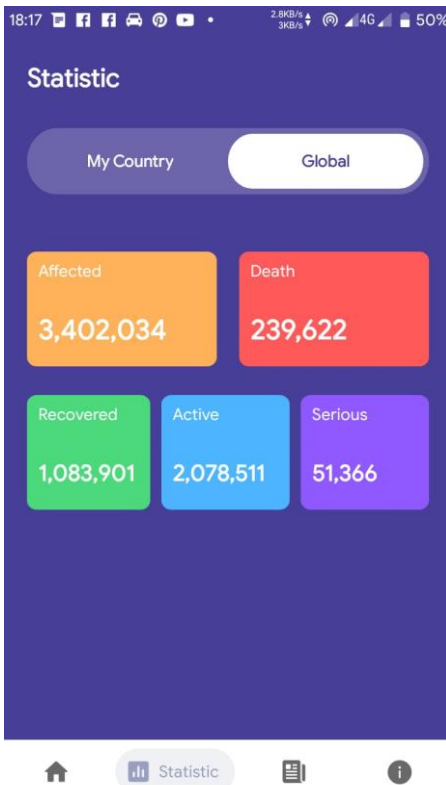 18:17 2.8KB/s 3KB/s 4G 50%
Statistic
My Country Global
Affected Death
3,402,034 239,622
Recovered Active Serious
1,083,901 2,078,511 51,366
Statistic